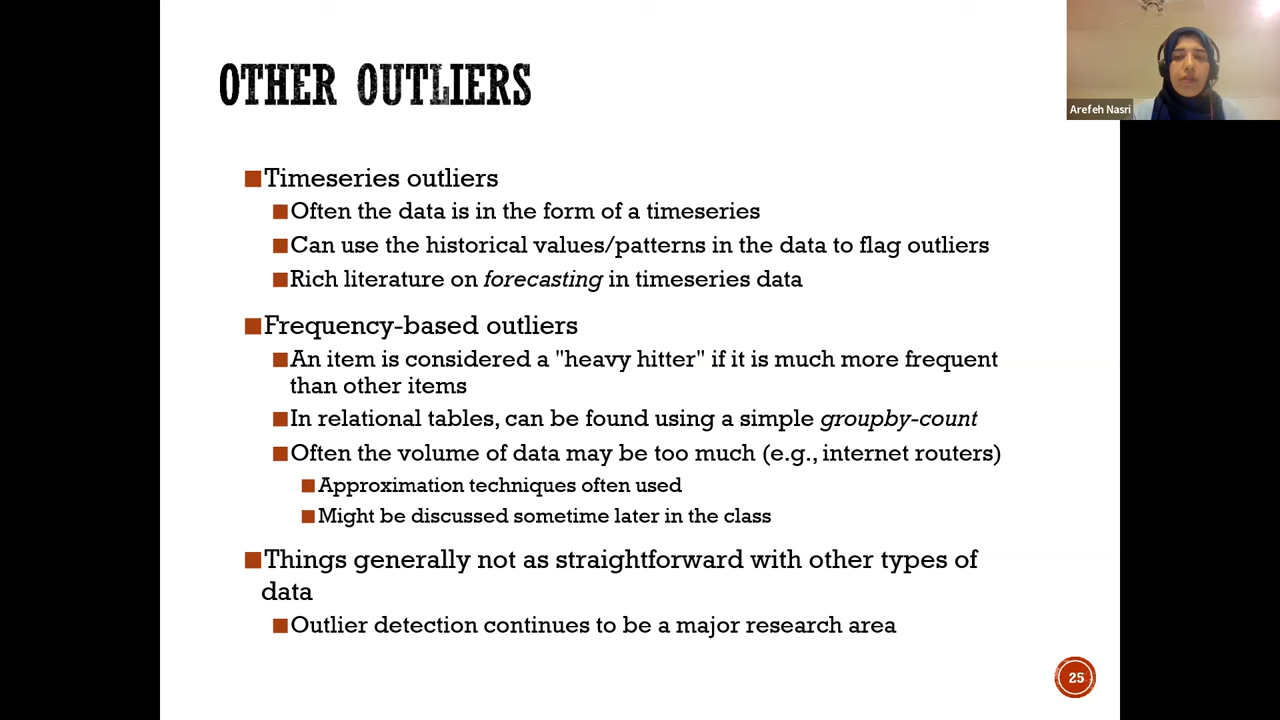 OTHER OUTLIERS
Arefeh Nasri
Timeseries outliers
Often the data is in the form of a timeseries
Can use the historical values/patterns in the data to flag outliers
Rich literature on forecasting in timeseries data
Frequency-based outliers
An item is considered a "heavy hitter" if it is much more frequent
than other items
In relational tables, can be found using a simple groupby-count
Often the volume of data may be too much (e.g., internet routers)
Approximation techniques often used
Might be discussed sometime later in the class
Things generally not as straightforward with other types of
data
Outlier detection continues to be a major research area
25